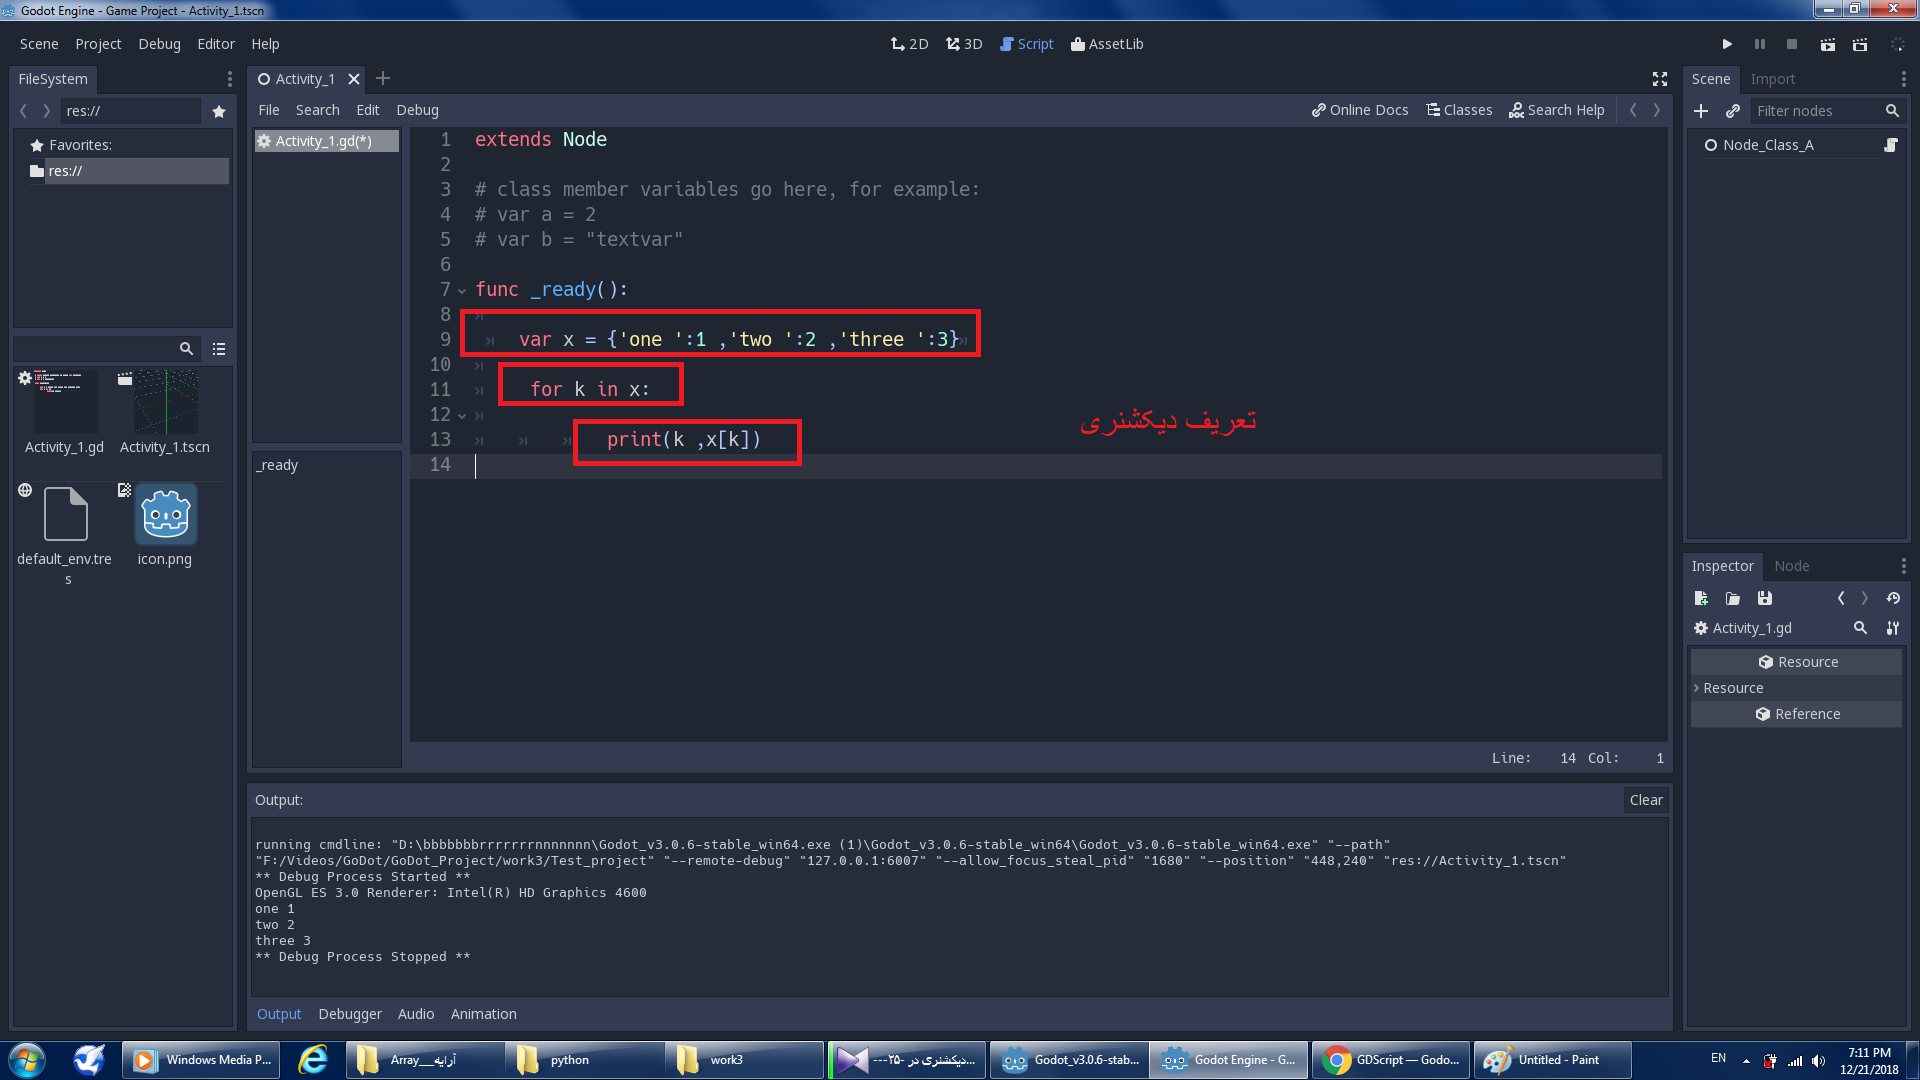 Godot Engine - Game Project - Activity_1.tscn
Scene Project Debug Editor Help
2D 3D Script AssetLib
FileSystem
res://
Favorites:
res://
Activity_1.gd
Activity_1.tscn
default_env.tre
s
icon.png
Activity_1
File Search Edit Debug
Online Docs Classes Search Help
Activity_1.gd(*)
_ready
1 extends Node
2
3 # class member variables go here, for example:
4 # var a = 2
5 # var b = "textvar"
6
7 func _ready():
8
9 var x = {'one ':1 ,'two ':2 ,'three ':3}
10
11 for k in x:
12
13 print(k ,x[k])
14
تعریف دیکشنری
Line: 14 Col: 1
Output:
Clear
running cmdline: "D:\bbbbbbbrrrrrrrnnnnnnn\Godot_v3.0.6-stable_win64.exe (1)\Godot_v3.0.6-stable_win64\Godot_v3.0.6-stable_win64.exe" "--path"
"F:/Videos/GoDot/GoDot_Project/work3/Test_project" "--remote-debug" "127.0.0.1:6007" "--allow_focus_steal_pid" "1680" "--position" "448,240" "res://Activity_1.tscn"
** Debug Process Started **
OpenGL ES 3.0 Renderer: Intel(R) HD Graphics 4600
one 1
two 2
three 3
** Debug Process Stopped **
Output Debugger Audio Animation
Scene Import
Filter nodes
Node_Class_A
Inspector Node
Activity_1.gd
Resource
Resource
Reference
Windows Media P...
Array__آرایه
python
work3
دیکشنری در -۲۵---...
Godot_v3.0.6-stab...
Godot Engine - G...
GDScript — Godo...
Untitled - Paint
EN
7:11 PM
12/21/2018